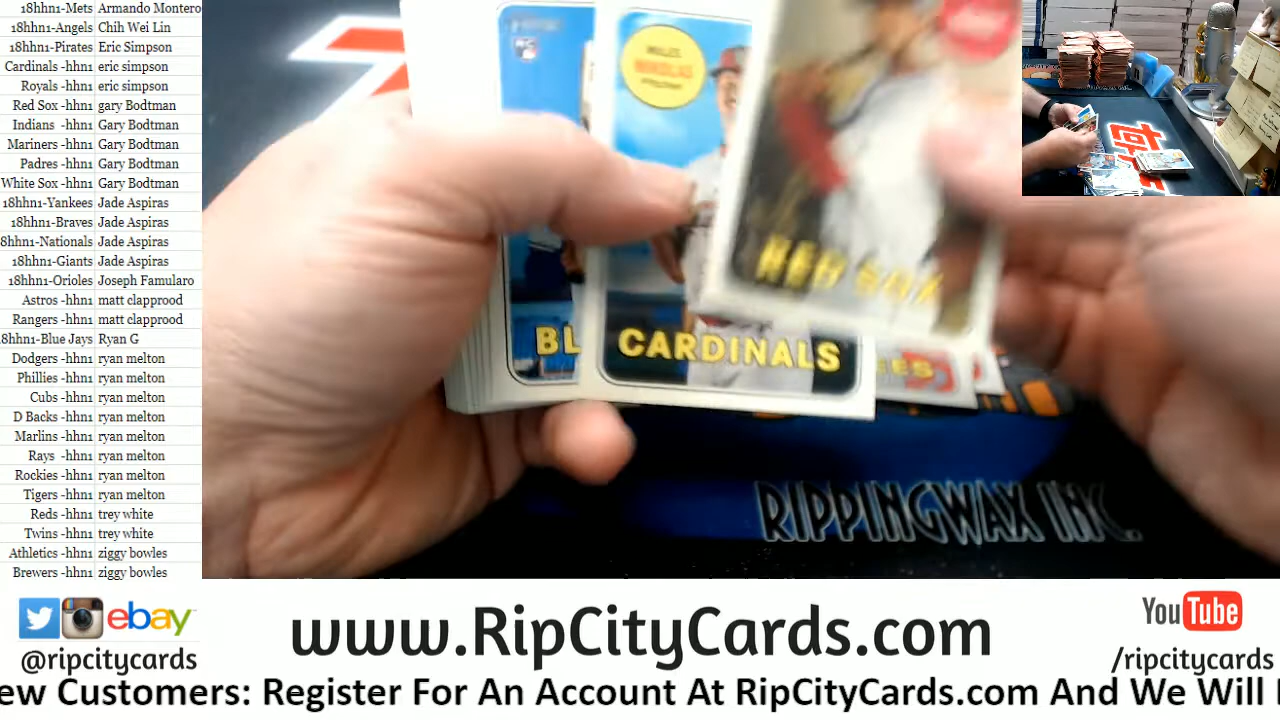 18hhn1-Mets Armando Montero
18hhn1-Angels Chih Wei Lin
18hhn1-Pirates Eric Simpson
Cardinals -hhn1 eric simpson
Royals -hhn1 eric simpson
Red Sox -hhn1 gary Bodtman
Indians -hhn1 Gary Bodtman
Mariners -hhn1 Gary Bodtman
Padres -hhn1 Gary Bodtman
White Sox -hhn1 Gary Bodtman
18hhn1-Yankees Jade Aspiras
18hhn1-Braves Jade Aspiras
8hhn1-Nationals Jade Aspiras
18hhn1-Giants Jade Aspiras
18hhn1-Orioles Joseph Famularo
Astros -hhn1 matt clapprood
Rangers -hhn1 matt clapprood
8hhn1-Blue Jays Ryan G
Dodgers -hhn1 ryan melton
Phillies -hhn1 ryan melton
Cubs -hhn1 ryan melton
D Backs -hhn1 ryan melton
Marlins -hhn1 ryan melton
Rays -hhn1 ryan melton
Rockies -hhn1 ryan melton
Tigers -hhn1 ryan melton
Reds -hhn1 trey white
Twins -hhn1 trey white
Athletics -hhn1 ziggy bowles
Brewers -hhn1 ziggy bowles
MILES
MIKOLAS
PITCHER
RED SOX
BL
CARDINALS
ES
RIPPINGWAX INC.
ebay
@ripcitycards
www.RipCityCards.com
YouTube
/ripcitycards
ew Customers: Register For An Account At RipCityCards.com And We Will